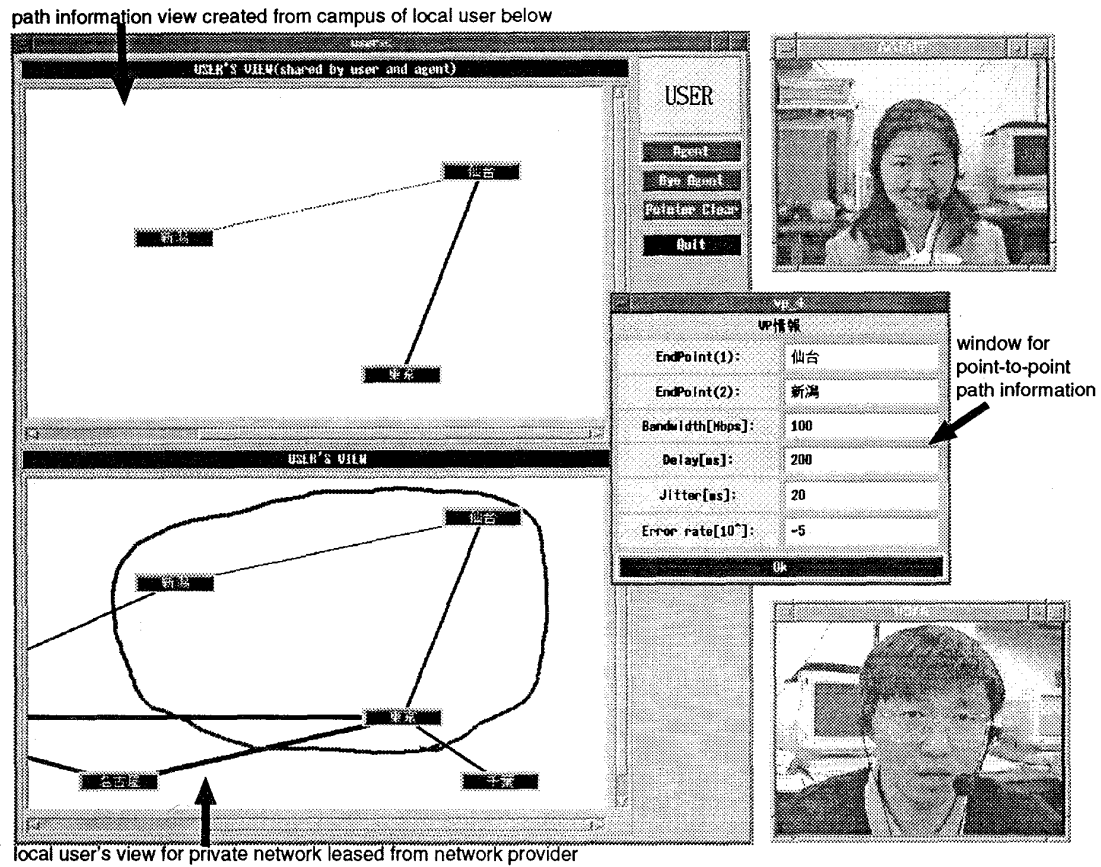 path information view created from campus of local user below
USER'S VIEW(shared by user and agent)
USER
Agent
Bye Agent
Pointer Clear
Quit
仙台
新潟
東京
vp_4
VP情報
EndPoint(1): 仙台
EndPoint(2): 新潟
Bandwidth[Mbps]: 100
Delay[ms]: 200
Jitter[ms]: 20
Error rate[10^]: -5
Ok
window for
point-to-point
path information
USER'S VIEW
仙台
新潟
東京
名古屋
千葉
local user's view for private network leased from network provider